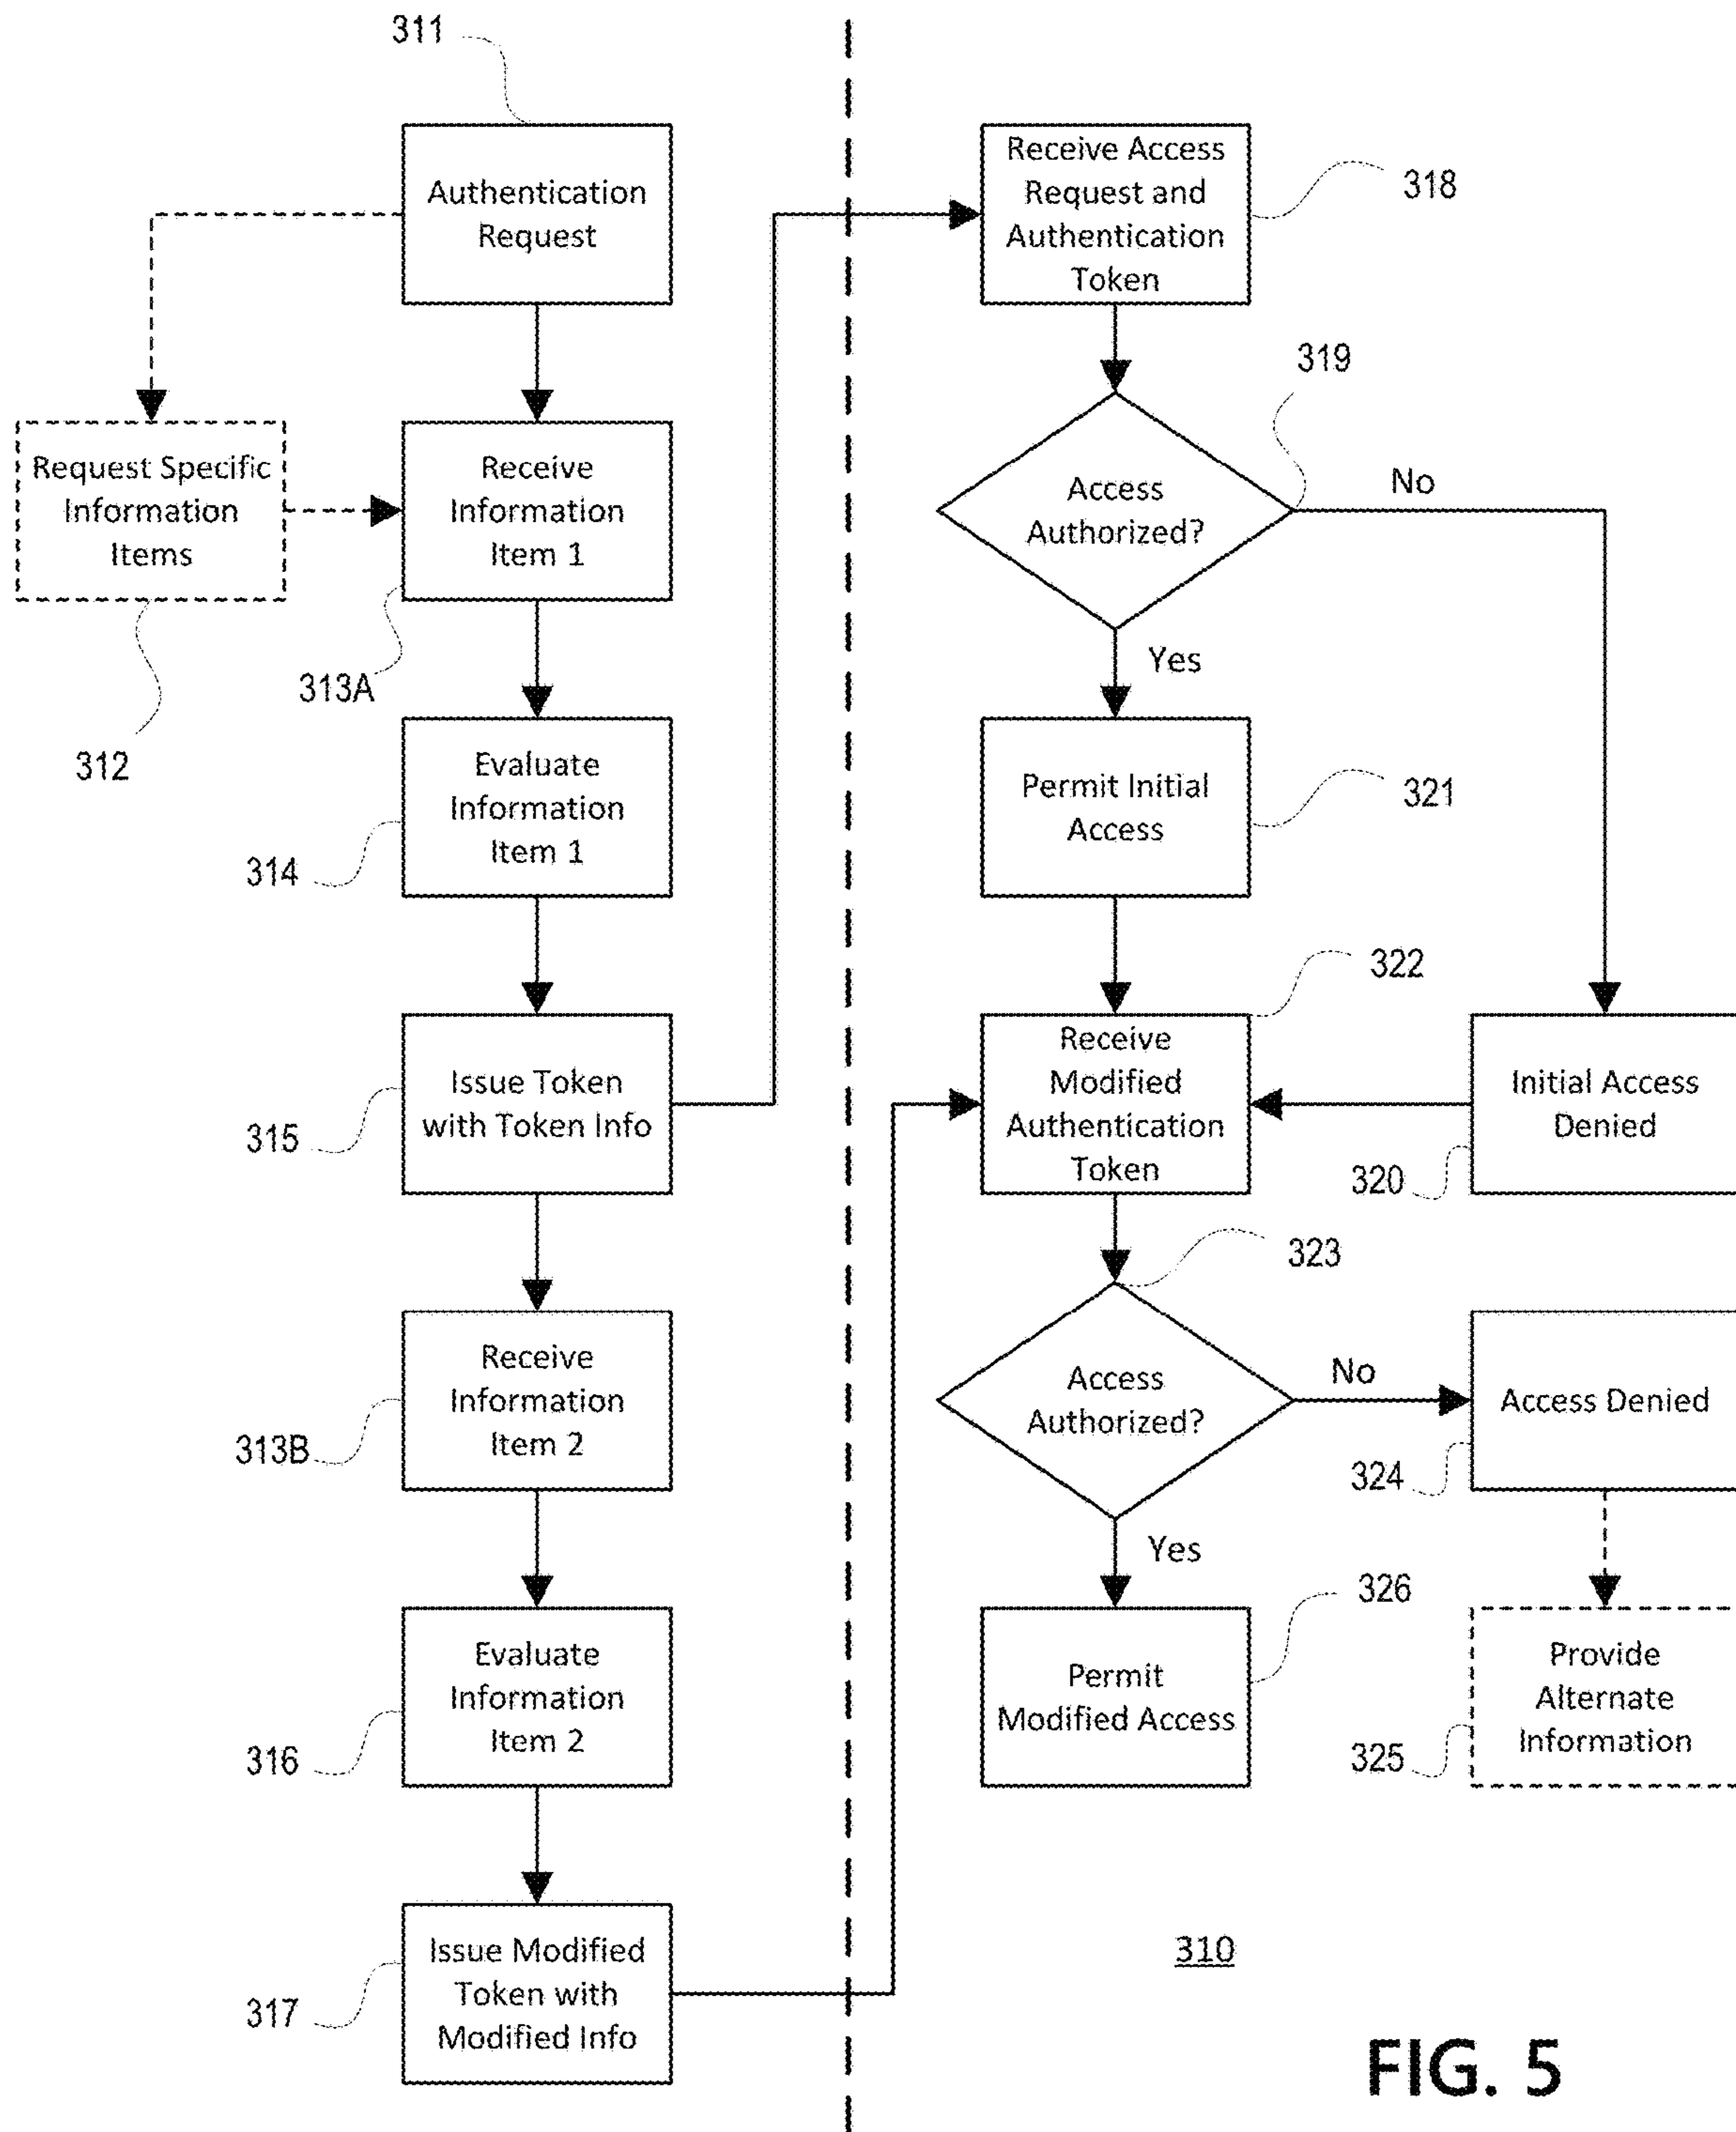 311
Authentication
Request
Request Specific
Information
Items
312
Receive
Information
Item 1
313A
Evaluate
Information
Item 1
314
Issue Token
with Token Info
315
Receive
Information
Item 2
313B
Evaluate
Information
Item 2
316
Issue Modified
Token with
Modified Info
317
Receive Access
Request and
Authentication
Token
318
319
Access
Authorized?
No
Yes
Permit Initial
Access
321
322
Receive
Modified
Authentication
Token
Initial Access
Denied
320
323
Access
Authorized?
No
Access Denied
324
Yes
326
Permit
Modified Access
Provide
Alternate
Information
325
310
FIG. 5